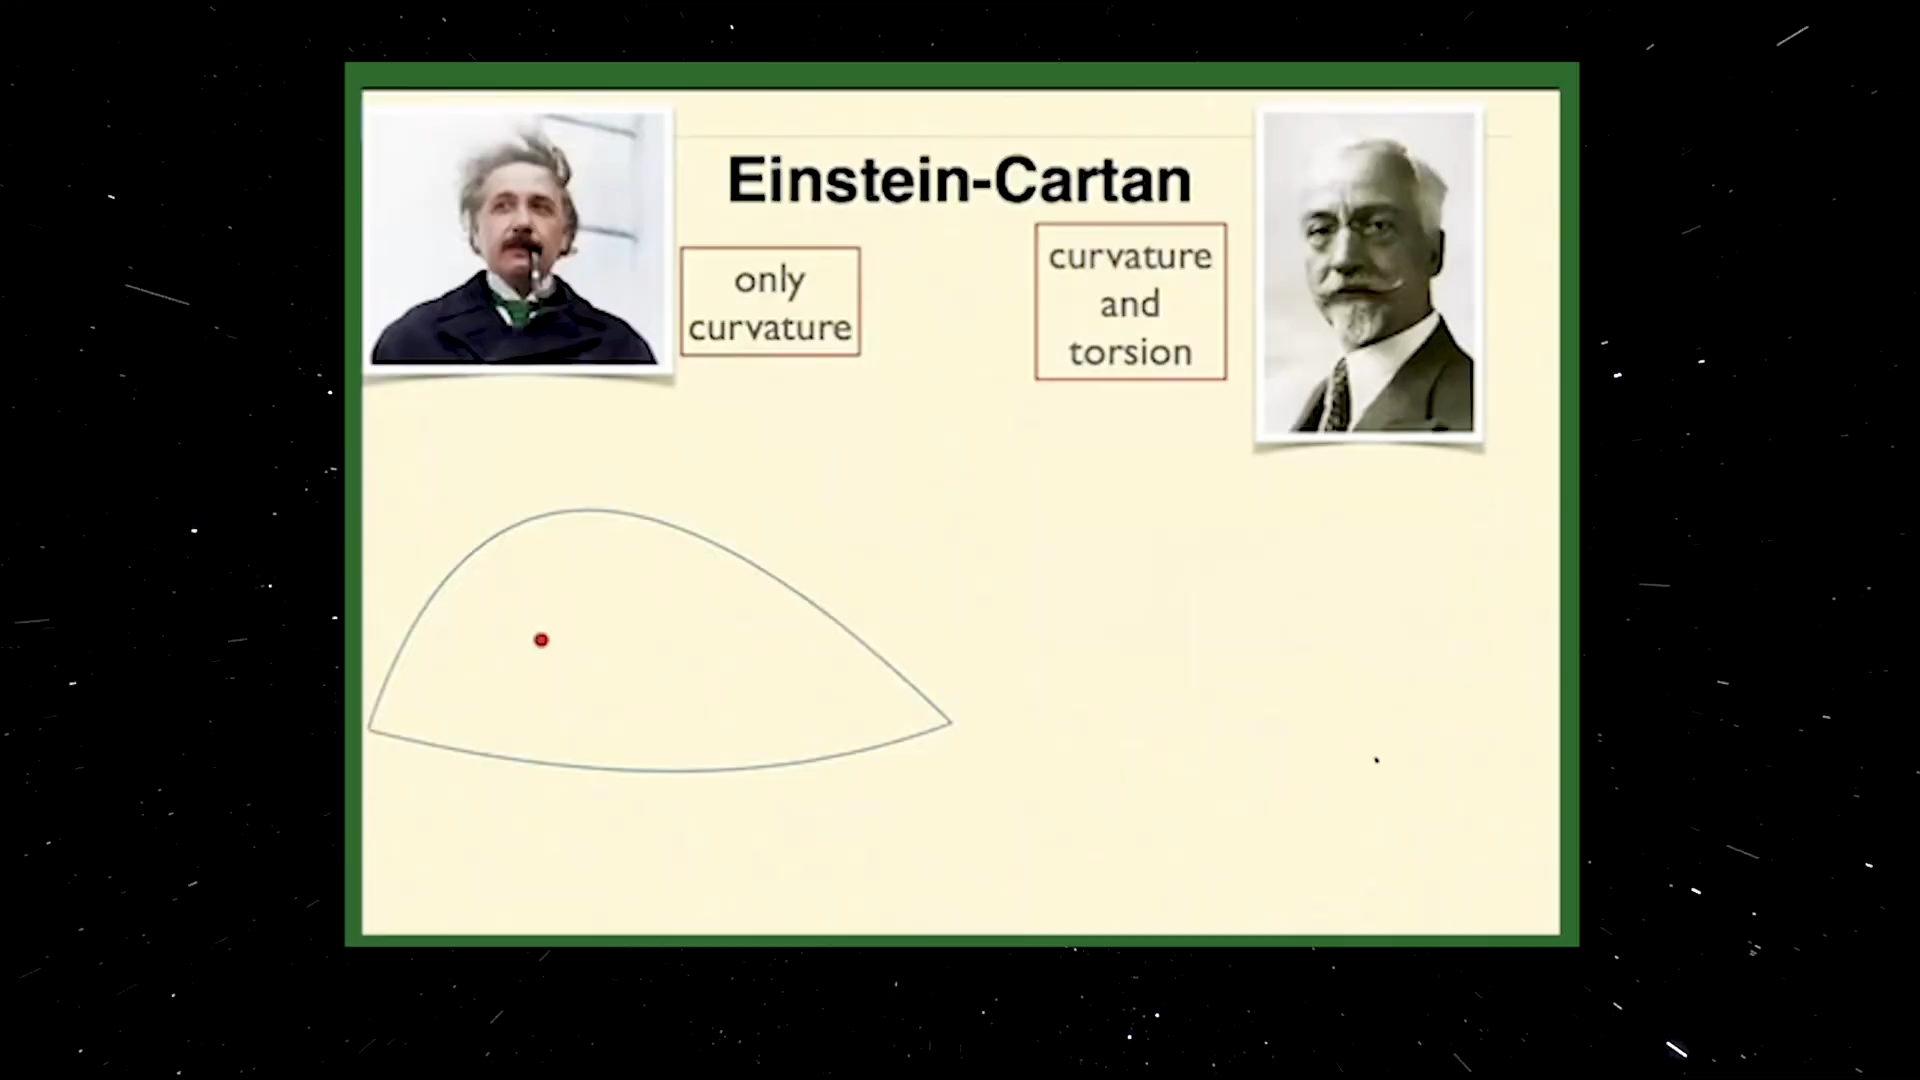 Einstein-Cartan
only
curvature
curvature
and
torsion